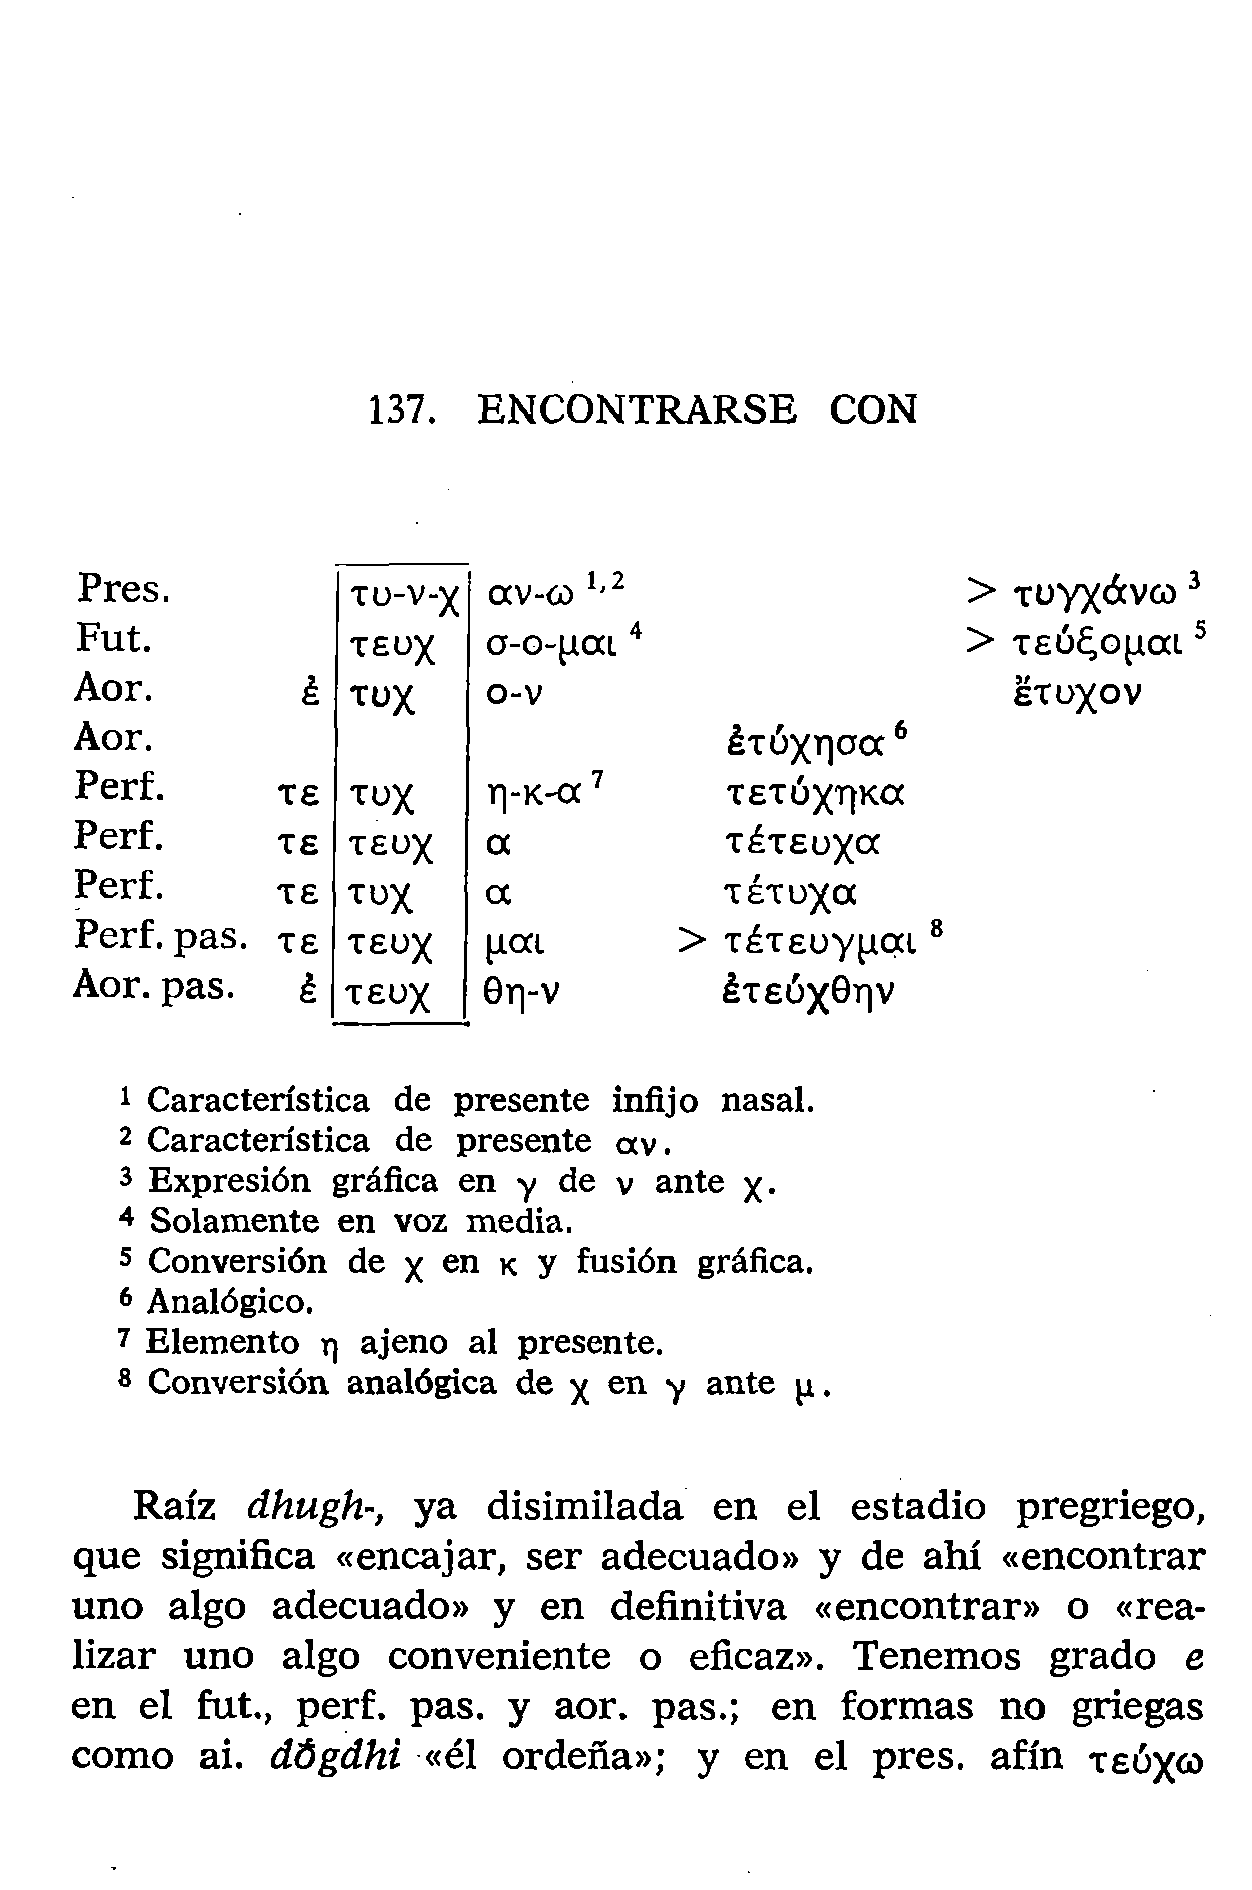 137. ENCONTRARSE CON
Pres. τυ-ν-χ αν-ω 1,2 > τυγχάνω 3
Fut. τευχ σ-ο-μαι 4 > τεύξομαι 5
Aor. ἐ τυχ ο-ν ἔτυχον
Aor. ἐτύχησα 6
Perf. τε τυχ η-κ-α 7 τετύχηκα
Perf. τε τευχ α τέτευχα
Perf. τε τυχ α τέτυχα
Perf. pas. τε τευχ μαι > τέτευγμαι 8
Aor. pas. ἐ τευχ θη-ν ἐτεύχθην
1 Característica de presente infijo nasal.
2 Característica de presente αν.
3 Expresión gráfica en γ de ν ante χ.
4 Solamente en voz media.
5 Conversión de χ en κ y fusión gráfica.
6 Analógico.
7 Elemento η ajeno al presente.
8 Conversión analógica de χ en γ ante μ.
Raíz dhugh-, ya disimilada en el estadio pregriego,
que significa «encajar, ser adecuado» y de ahí «encontrar
uno algo adecuado» y en definitiva «encontrar» o «rea-
lizar uno algo conveniente o eficaz». Tenemos grado e
en el fut., perf. pas. y aor. pas.; en formas no griegas
como ai. dōgdhi «él ordeña»; y en el pres. afín τεύχω